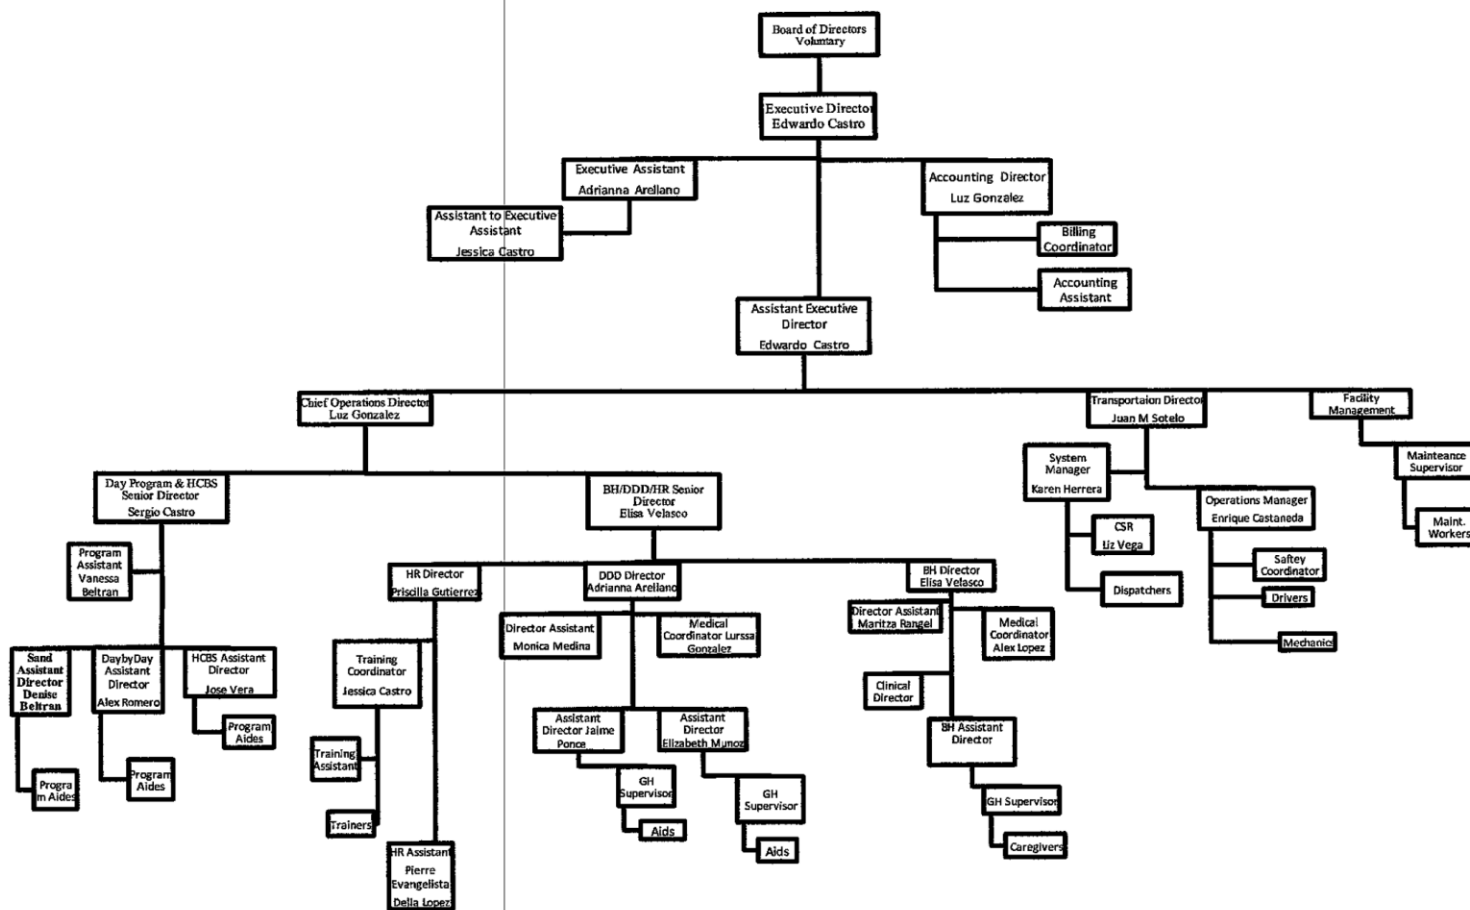 Board of Directors
Voluntary
Executive Director
Edwardo Castro
Executive Assistant
Adrianna Arellano
Accounting Director
Luz Gonzalez
Assistant to Executive
Assistant
Jessica Castro
Billing
Coordinator
Accounting
Assistant
Assistant Executive
Director
Edwardo Castro
Chief Operations Director
Luz Gonzalez
Transportaion Director
Juan M Sotelo
Facility
Management
Day Program & HCBS
Senior Director
Sergio Castro
BH/DDD/HR Senior
Director
Elisa Velasco
System
Manager
Karen Herrera
Operations Manager
Enrique Castaneda
Mainteance
Supervisor
Maint.
Workers
CSR
Liz Vega
Dispatchers
Saftey
Coordinator
Drivers
Mechanic
Program
Assistant
Vanessa
Beltran
HR Director
Priscilla Gutierrez
DDD Director
Adrianna Arellano
BH Director
Elisa Velasco
Sand
Assistant
Director
Denise
Beltran
DaybyDay
Assistant
Director
Alex Romero
HCBS Assistant
Director
Jose Vera
Program
Aides
Program
Aides
Progra
m Aides
Training
Coordinator
Jessica Castro
Training
Assistant
Trainers
HR Assistant
Pierre
Evangelista
Della Lopez
Director Assistant
Monica Medina
Medical
Coordinator Lurssa
Gonzalez
Assistant
Director Jaime
Ponce
Assistant
Director
Elizabeth Munoz
GH
Supervisor
Aids
GH
Supervisor
Aids
Director Assistant
Maritza Rangel
Medical
Coordinator
Alex Lopez
Clinical
Director
BH Assistant
Director
GH Supervisor
Caregivers